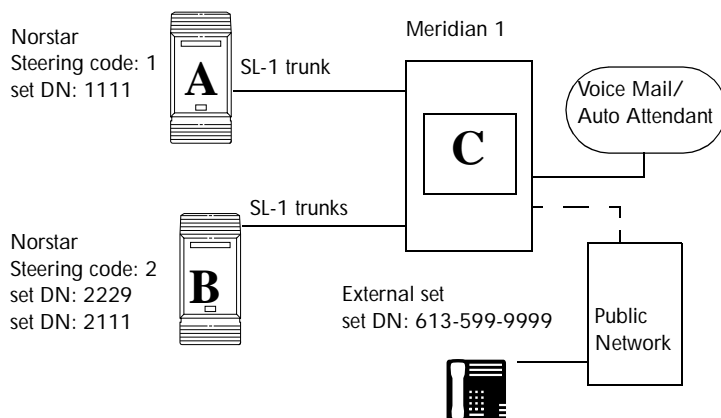 Norstar
Steering code: 1
set DN: 1111
A
SL-1 trunk
Meridian 1
C
Voice Mail/
Auto Attendant
Norstar
Steering code: 2
set DN: 2229
set DN: 2111
B
SL-1 trunks
External set
set DN: 613-599-9999
Public
Network